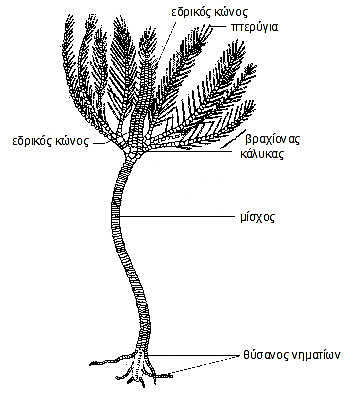 εδρικός κώνος
πτερύγια
εδρικός κώνος
βραχίονας
κάλυκας
μίσχος
θύσανος νηματίων